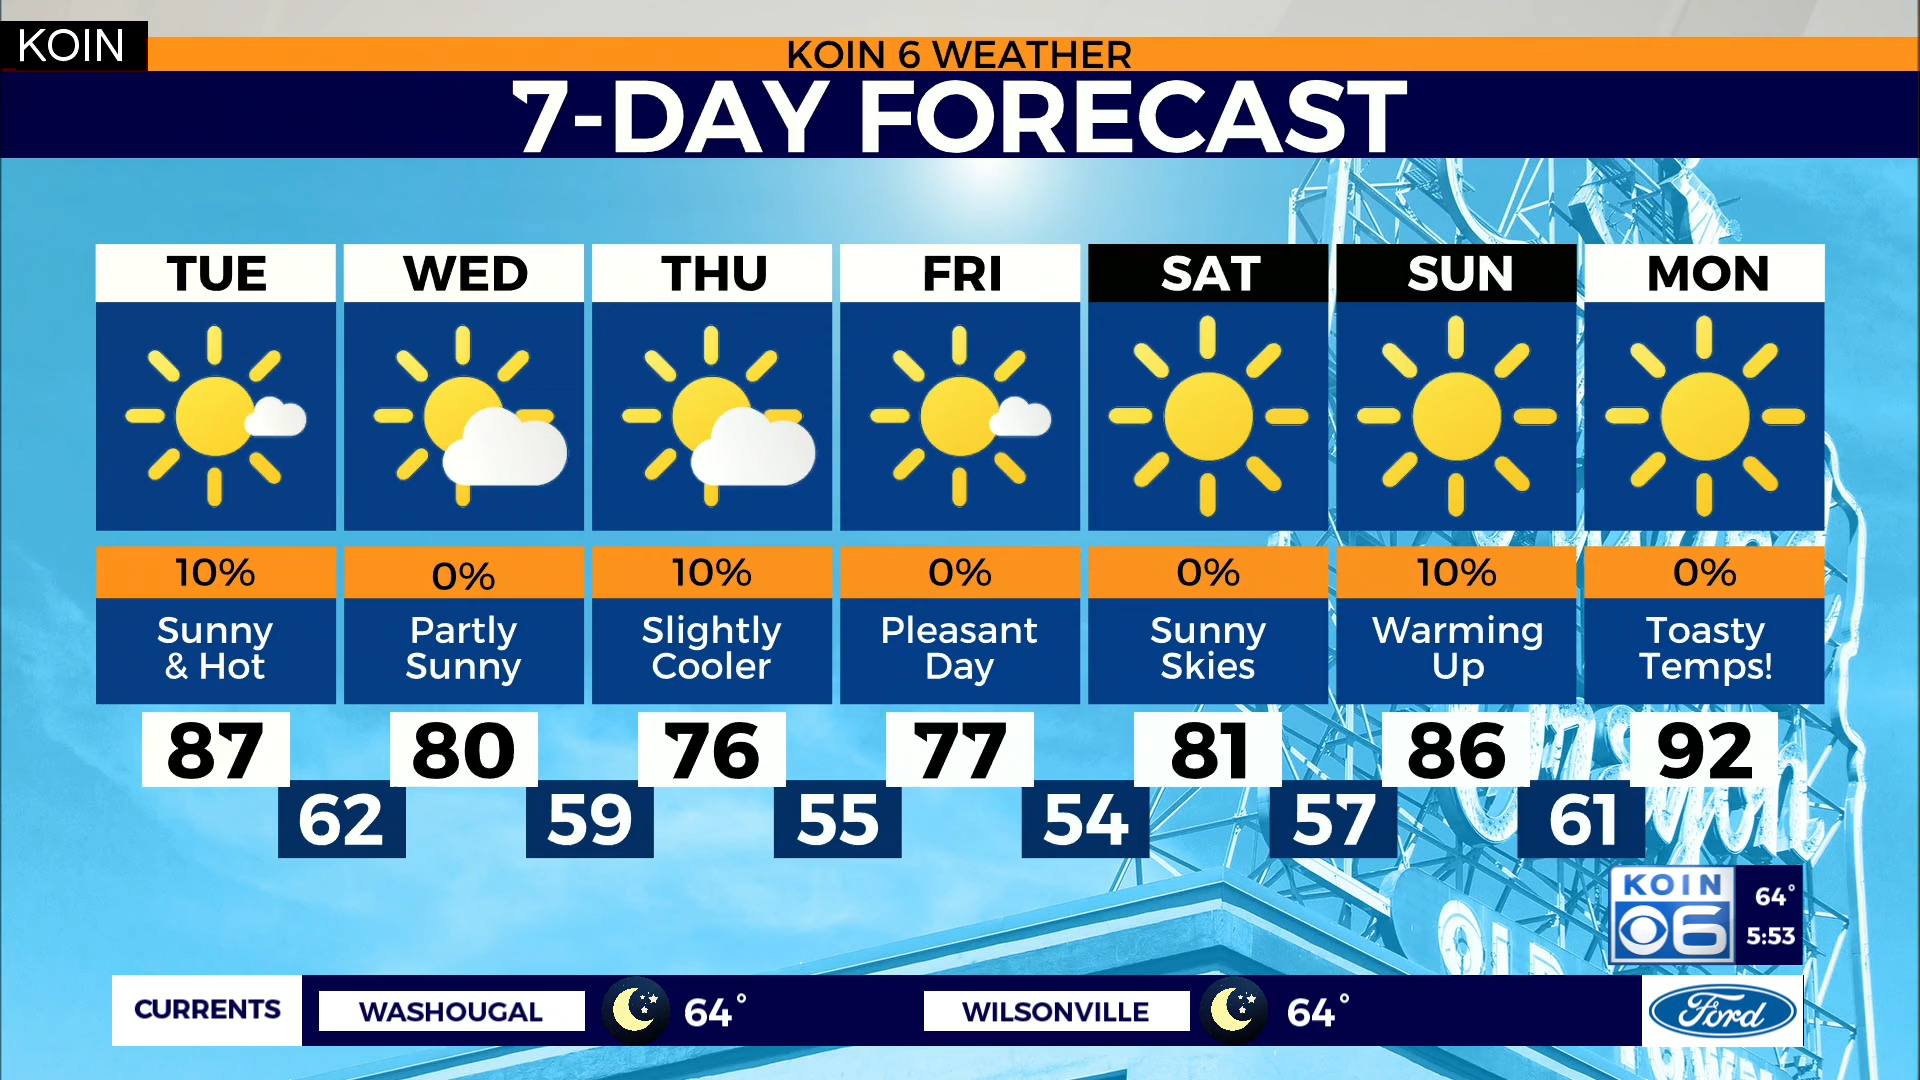 KOIN
KOIN 6 WEATHER
7-DAY FORECAST
TUE WED THU FRI SAT SUN MON
10% 0% 10% 0% 0% 10% 0%
Sunny & Hot
Partly Sunny
Slightly Cooler
Pleasant Day
Sunny Skies
Warming Up
Toasty Temps!
87 80 76 77 81 86 92
62 59 55 54 57 61
KOIN
6
64°
5:53
CURRENTS WASHOUGAL 64° WILSONVILLE 64° Ford
OLD